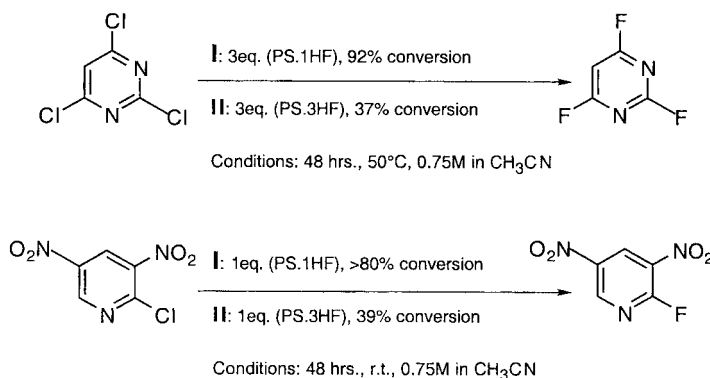 Cl
I: 3eq. (PS.1HF), 92% conversion
N
Cl N Cl
II: 3eq. (PS.3HF), 37% conversion
Conditions: 48 hrs., 50°C, 0.75M in CH₃CN
F
N
F N F
O₂N NO₂
N Cl
I: 1eq. (PS.1HF), >80% conversion
II: 1eq. (PS.3HF), 39% conversion
Conditions: 48 hrs., r.t., 0.75M in CH₃CN
O₂N NO₂
N F